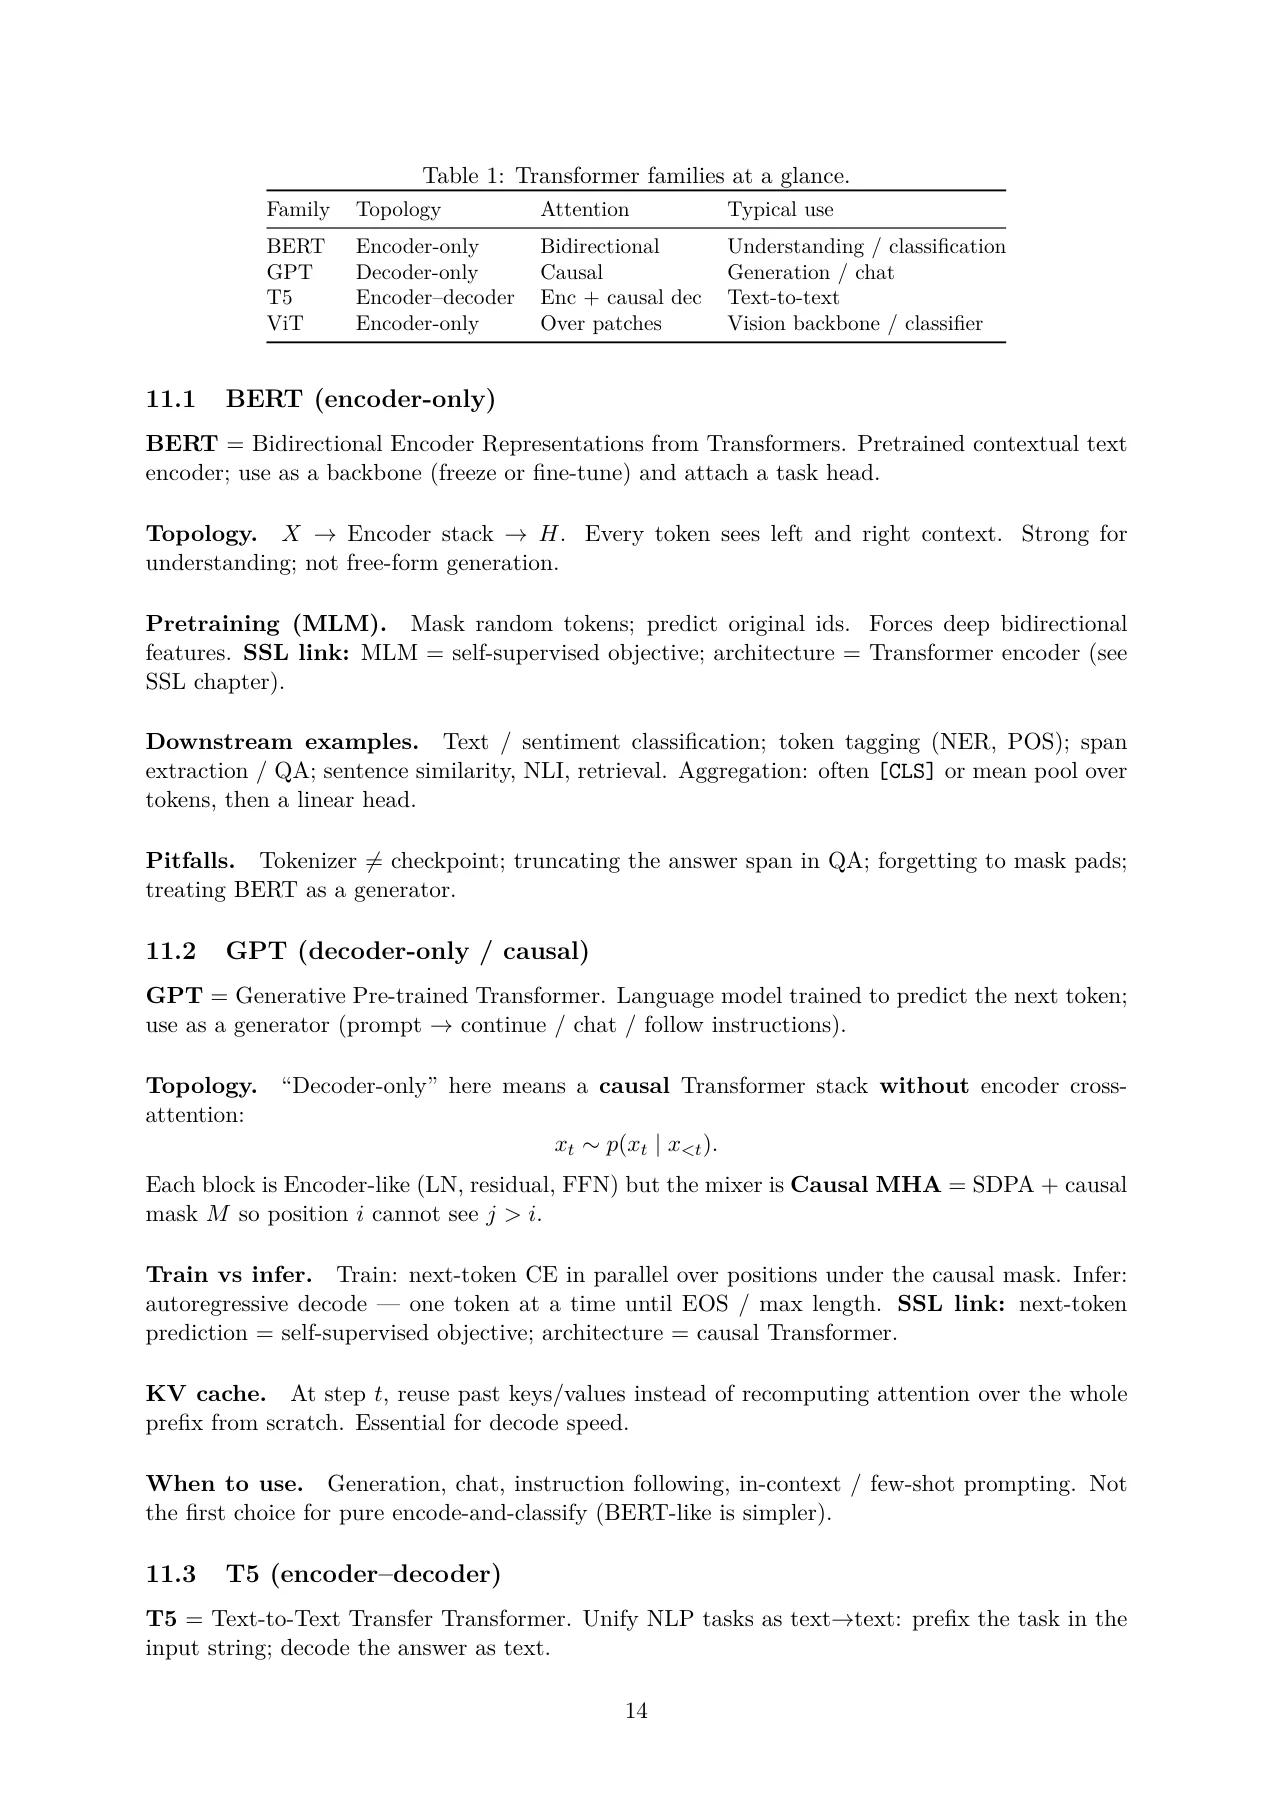 Table 1: Transformer families at a glance.
Family Topology Attention Typical use
BERT Encoder-only Bidirectional Understanding / classification
GPT Decoder-only Causal Generation / chat
T5 Encoder–decoder Enc + causal dec Text-to-text
ViT Encoder-only Over patches Vision backbone / classifier
11.1 BERT (encoder-only)
BERT = Bidirectional Encoder Representations from Transformers. Pretrained contextual text
encoder; use as a backbone (freeze or fine-tune) and attach a task head.
Topology. X → Encoder stack → H. Every token sees left and right context. Strong for
understanding; not free-form generation.
Pretraining (MLM). Mask random tokens; predict original ids. Forces deep bidirectional
features. SSL link: MLM = self-supervised objective; architecture = Transformer encoder (see
SSL chapter).
Downstream examples. Text / sentiment classification; token tagging (NER, POS); span
extraction / QA; sentence similarity, NLI, retrieval. Aggregation: often [CLS] or mean pool over
tokens, then a linear head.
Pitfalls. Tokenizer ≠ checkpoint; truncating the answer span in QA; forgetting to mask pads;
treating BERT as a generator.
11.2 GPT (decoder-only / causal)
GPT = Generative Pre-trained Transformer. Language model trained to predict the next token;
use as a generator (prompt → continue / chat / follow instructions).
Topology. “Decoder-only” here means a causal Transformer stack without encoder cross-
attention:
x_t ∼ p(x_t | x_{<t}).
Each block is Encoder-like (LN, residual, FFN) but the mixer is Causal MHA = SDPA + causal
mask M so position i cannot see j > i.
Train vs infer. Train: next-token CE in parallel over positions under the causal mask. Infer:
autoregressive decode — one token at a time until EOS / max length. SSL link: next-token
prediction = self-supervised objective; architecture = causal Transformer.
KV cache. At step t, reuse past keys/values instead of recomputing attention over the whole
prefix from scratch. Essential for decode speed.
When to use. Generation, chat, instruction following, in-context / few-shot prompting. Not
the first choice for pure encode-and-classify (BERT-like is simpler).
11.3 T5 (encoder–decoder)
T5 = Text-to-Text Transfer Transformer. Unify NLP tasks as text→text: prefix the task in the
input string; decode the answer as text.
14